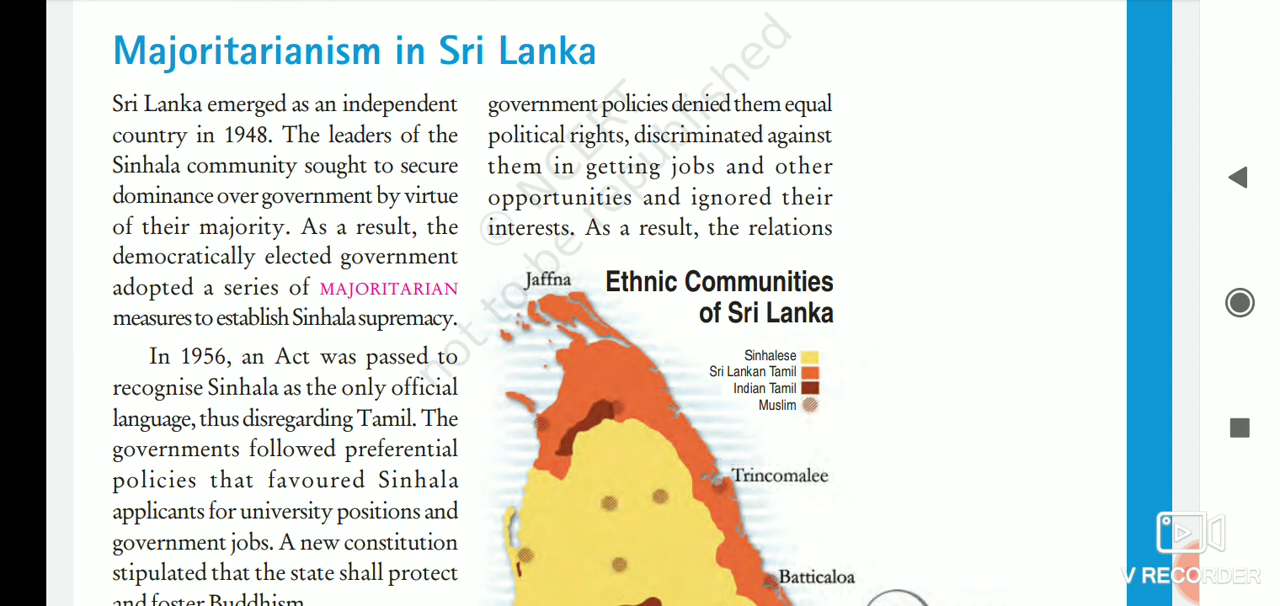 Majoritarianism in Sri Lanka
Sri Lanka emerged as an independent
country in 1948. The leaders of the
Sinhala community sought to secure
dominance over government by virtue
of their majority. As a result, the
democratically elected government
adopted a series of MAJORITARIAN
measures to establish Sinhala supremacy.
In 1956, an Act was passed to
recognise Sinhala as the only official
language, thus disregarding Tamil. The
governments followed preferential
policies that favoured Sinhala
applicants for university positions and
government jobs. A new constitution
stipulated that the state shall protect
and foster Buddhism.
government policies denied them equal
political rights, discriminated against
them in getting jobs and other
opportunities and ignored their
interests. As a result, the relations
Ethnic Communities
of Sri Lanka
Jaffna
Sinhalese
Sri Lankan Tamil
Indian Tamil
Muslim
Trincomalee
Batticaloa
© NCERT
not to be republished
V RECORDER